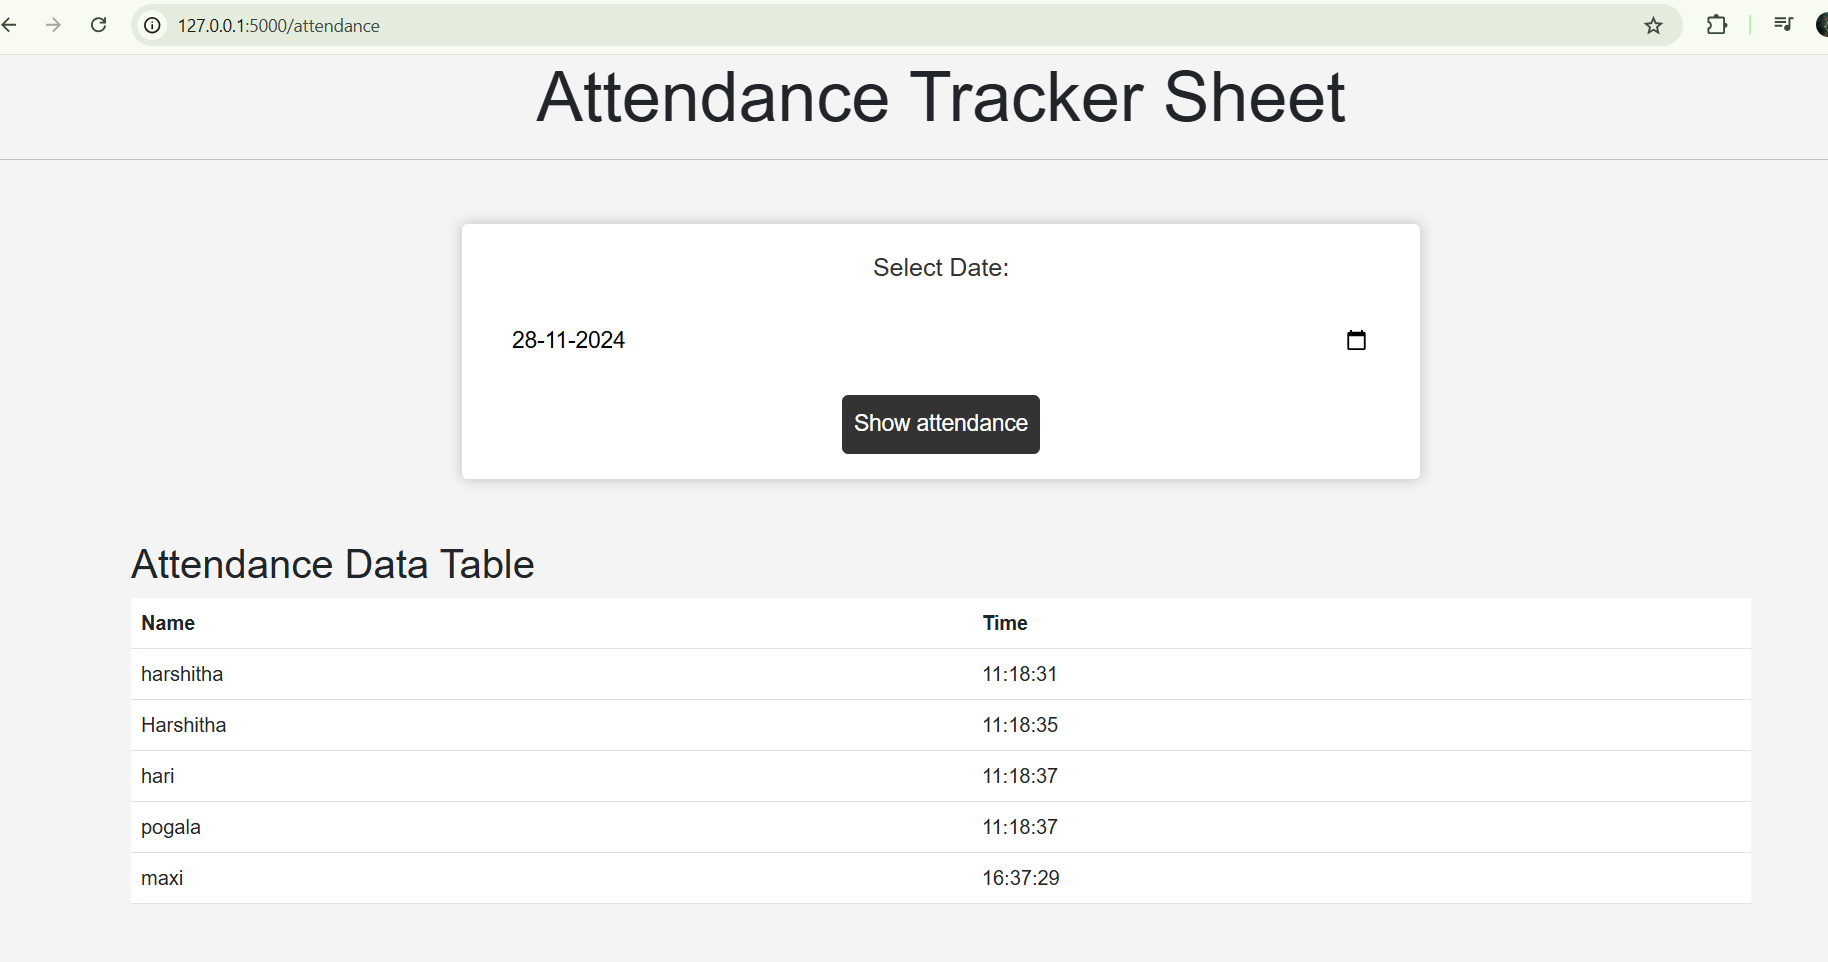 127.0.0.1:5000/attendance
Attendance Tracker Sheet
Select Date:
28-11-2024
Show attendance
Attendance Data Table
Name Time
harshitha 11:18:31
Harshitha 11:18:35
hari 11:18:37
pogala 11:18:37
maxi 16:37:29